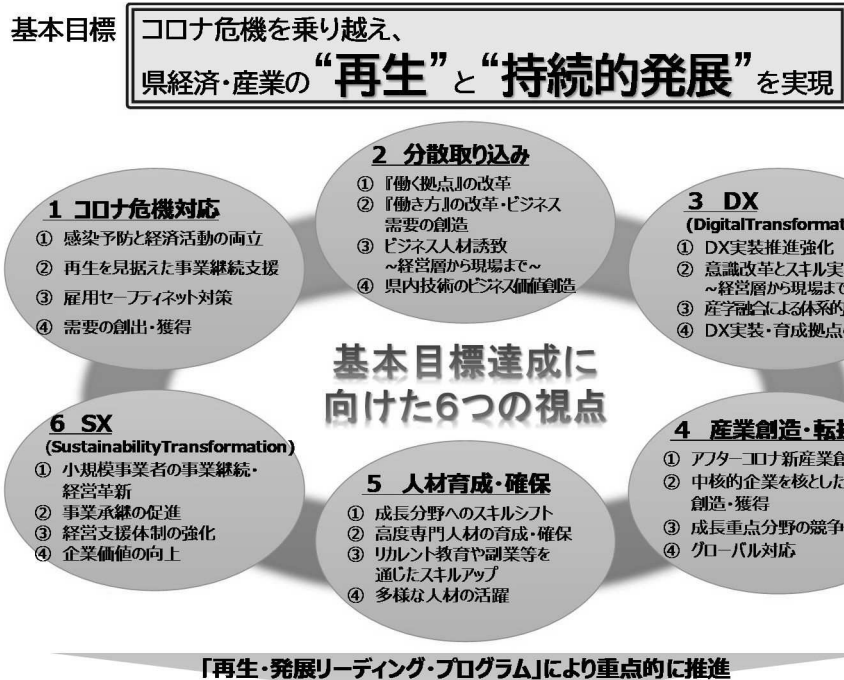 基本目標
コロナ危機を乗り越え、
県経済・産業の“再生”と“持続的発展”を実現
1 コロナ危機対応
① 感染予防と経済活動の両立
② 再生を見据えた事業継続支援
③ 雇用セーフティネット対策
④ 需要の創出・獲得
2 分散取り込み
① 『働く拠点』の改革
② 『働き方』の改革・ビジネス
需要の創造
③ ビジネス人材誘致
~経営層から現場まで~
④ 県内技術のビジネス価値創造
3 DX
(DigitalTransformat
① DX実装推進強化
② 意識改革とスキル実
~経営層から現場まで
③ 産学融合による体系的
④ DX実装・育成拠点
基本目標達成に
向けた6つの視点
4 産業創造・転換
① アフターコロナ新産業創
② 中核的企業を核とした
創造・獲得
③ 成長重点分野の競争
④ グローバル対応
5 人材育成・確保
① 成長分野へのスキルシフト
② 高度専門人材の育成・確保
③ リカレント教育や副業等を
通じたスキルアップ
④ 多様な人材の活躍
6 SX
(SustainabilityTransformation)
① 小規模事業者の事業継続・
経営革新
② 事業承継の促進
③ 経営支援体制の強化
④ 企業価値の向上
「再生・発展リーディング・プログラム」により重点的に推進